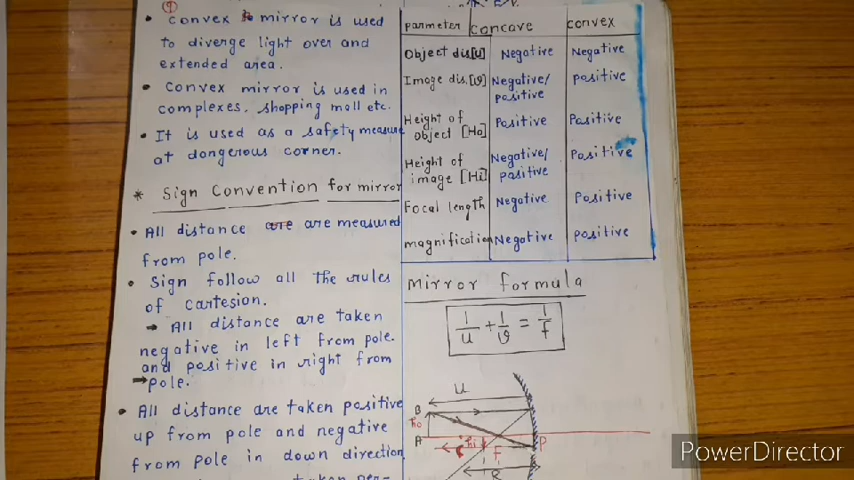 ①
• Convex mirror is used
to diverge light over and
extended area.
• Convex mirror is used in
complexes, shopping mall etc.
• It is used as a safety measure
at dangerous corner.
* Sign Convention for mirror
• All distance are are measured
from pole.
• Sign follow all the rules
of cartesion.
→ All distance are taken
negative in left from pole.
and positive in right from
→ pole.
• All distance are taken positive
up from pole and negative
from pole in down direction
parmeter concave convex
Object dis[u] Negative Negative
Image dis.[v] Negative/ positive
positive
Height of Positive Positive
object [Ho]
Height of Negative/ Positive
image [Hi] positive
Focal length Negative Positive
magnification Negative positive
Mirror formula
1/u + 1/v = 1/f
u
B
ho
A
c hi F P
R
PowerDirector